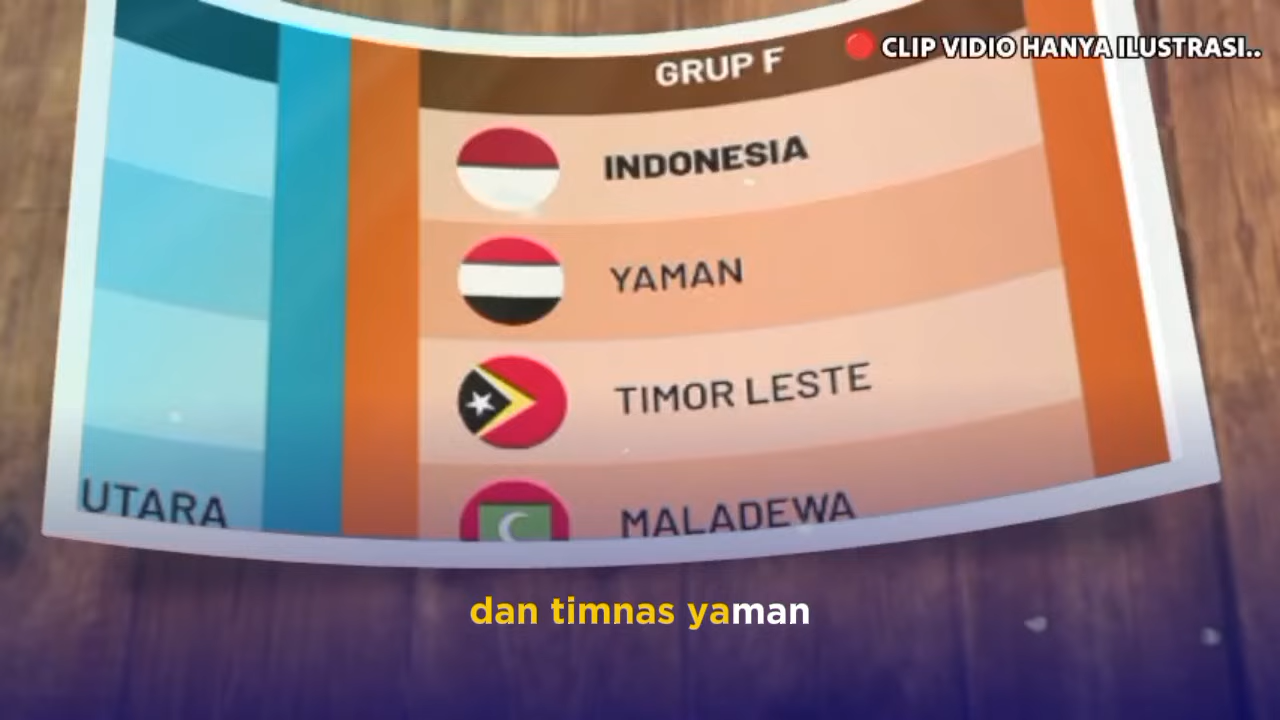 GRUP F
🔴 CLIP VIDIO HANYA ILUSTRASI..
INDONESIA
YAMAN
TIMOR LESTE
MALADEWA
UTARA
dan timnas yaman